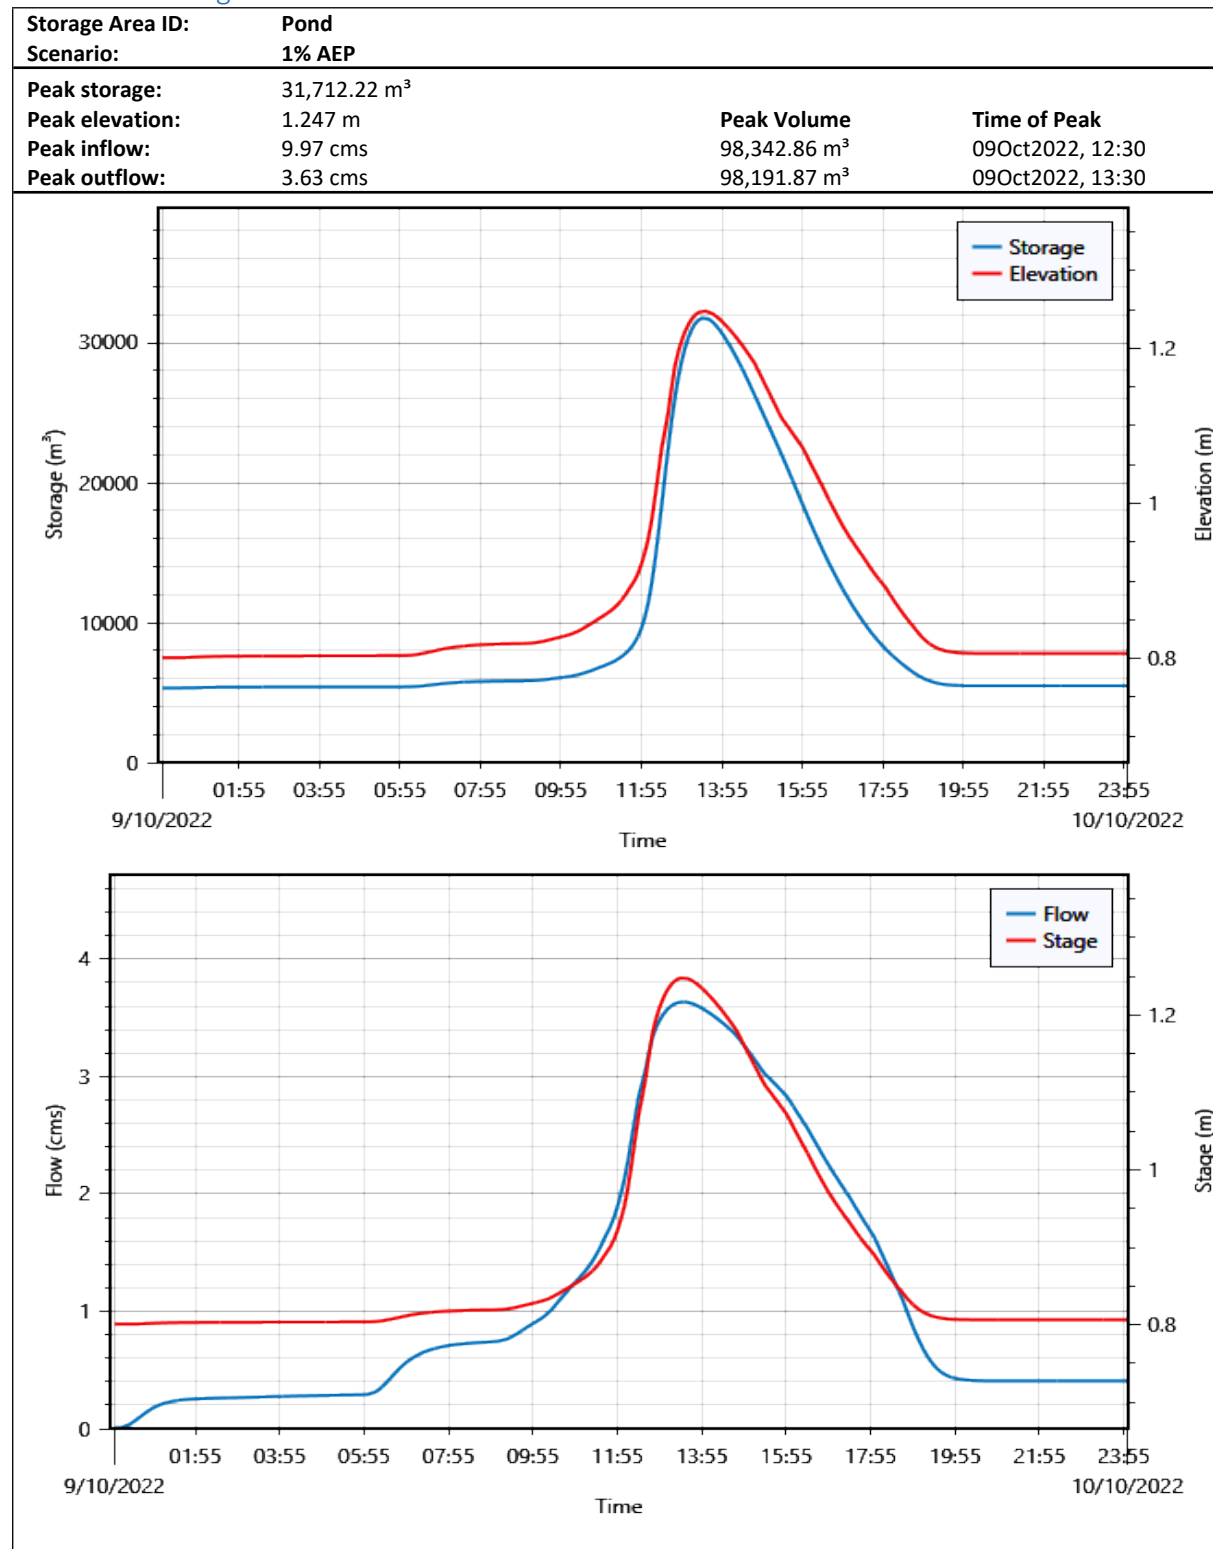 Storage Area ID: Pond
Scenario: 1% AEP
Peak storage: 31,712.22 m³
Peak elevation: 1.247 m Peak Volume Time of Peak
Peak inflow: 9.97 cms 98,342.86 m³ 09Oct2022, 12:30
Peak outflow: 3.63 cms 98,191.87 m³ 09Oct2022, 13:30
Storage
Elevation
30000
20000
10000
0
Storage (m³)
1.2
1
0.8
Elevation (m)
01:55 03:55 05:55 07:55 09:55 11:55 13:55 15:55 17:55 19:55 21:55 23:55
9/10/2022 10/10/2022
Time
Flow
Stage
4
3
2
1
0
Flow (cms)
1.2
1
0.8
Stage (m)
01:55 03:55 05:55 07:55 09:55 11:55 13:55 15:55 17:55 19:55 21:55 23:55
9/10/2022 10/10/2022
Time